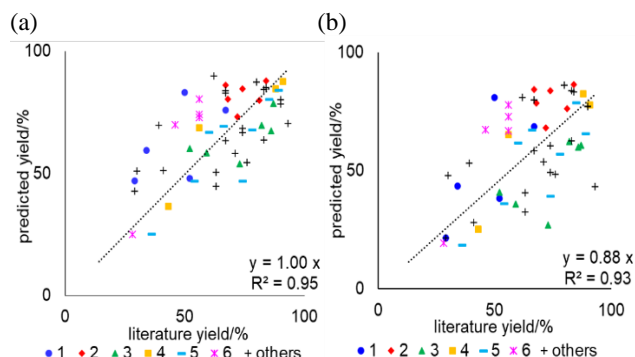 (a)
100
50
0
predicted yield/%
y = 1.00 x
R² = 0.95
0 50 100
literature yield/%
1 2 3 4 5 6 + others
(b)
100
50
0
predicted yield/%
y = 0.88 x
R² = 0.93
0 50 100
literature yield/%
1 2 3 4 5 6 + others